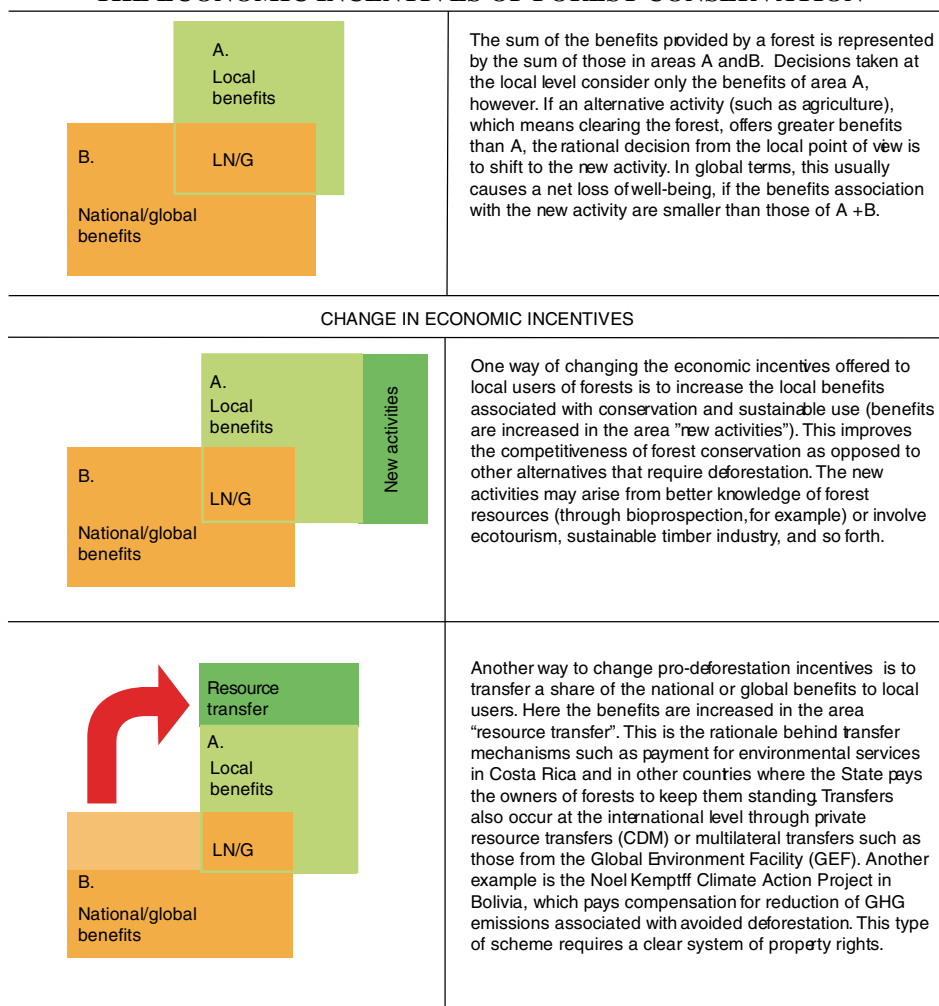 THE ECONOMIC INCENTIVES OF FOREST CONSERVATION
A.
Local
benefits
B.
LN/G
National/global
benefits
The sum of the benefits provided by a forest is represented
by the sum of those in areas A andB. Decisions taken at
the local level consider only the benefits of area A,
however. If an alternative activity (such as agriculture),
which means clearing the forest, offers greater benefits
than A, the rational decision from the local point of view is
to shift to the new activity. In global terms, this usually
causes a net loss of well-being, if the benefits association
with the new activity are smaller than those of A +B.
CHANGE IN ECONOMIC INCENTIVES
A.
Local
benefits
New activities
B.
LN/G
National/global
benefits
One way of changing the economic incentives offered to
local users of forests is to increase the local benefits
associated with conservation and sustainable use (benefits
are increased in the area "new activities"). This improves
the competitiveness of forest conservation as opposed to
other alternatives that require deforestation. The new
activities may arise from better knowledge of forest
resources (through bioprospection, for example) or involve
ecotourism, sustainable timber industry, and so forth.
Resource
transfer
A.
Local
benefits
LN/G
B.
National/global
benefits
Another way to change pro-deforestation incentives is to
transfer a share of the national or global benefits to local
users. Here the benefits are increased in the area
“resource transfer”. This is the rationale behind transfer
mechanisms such as payment for environmental services
in Costa Rica and in other countries where the State pays
the owners of forests to keep them standing. Transfers
also occur at the international level through private
resource transfers (CDM) or multilateral transfers such as
those from the Global Environment Facility (GEF). Another
example is the Noel Kemptff Climate Action Project in
Bolivia, which pays compensation for reduction of GHG
emissions associated with avoided deforestation. This type
of scheme requires a clear system of property rights.